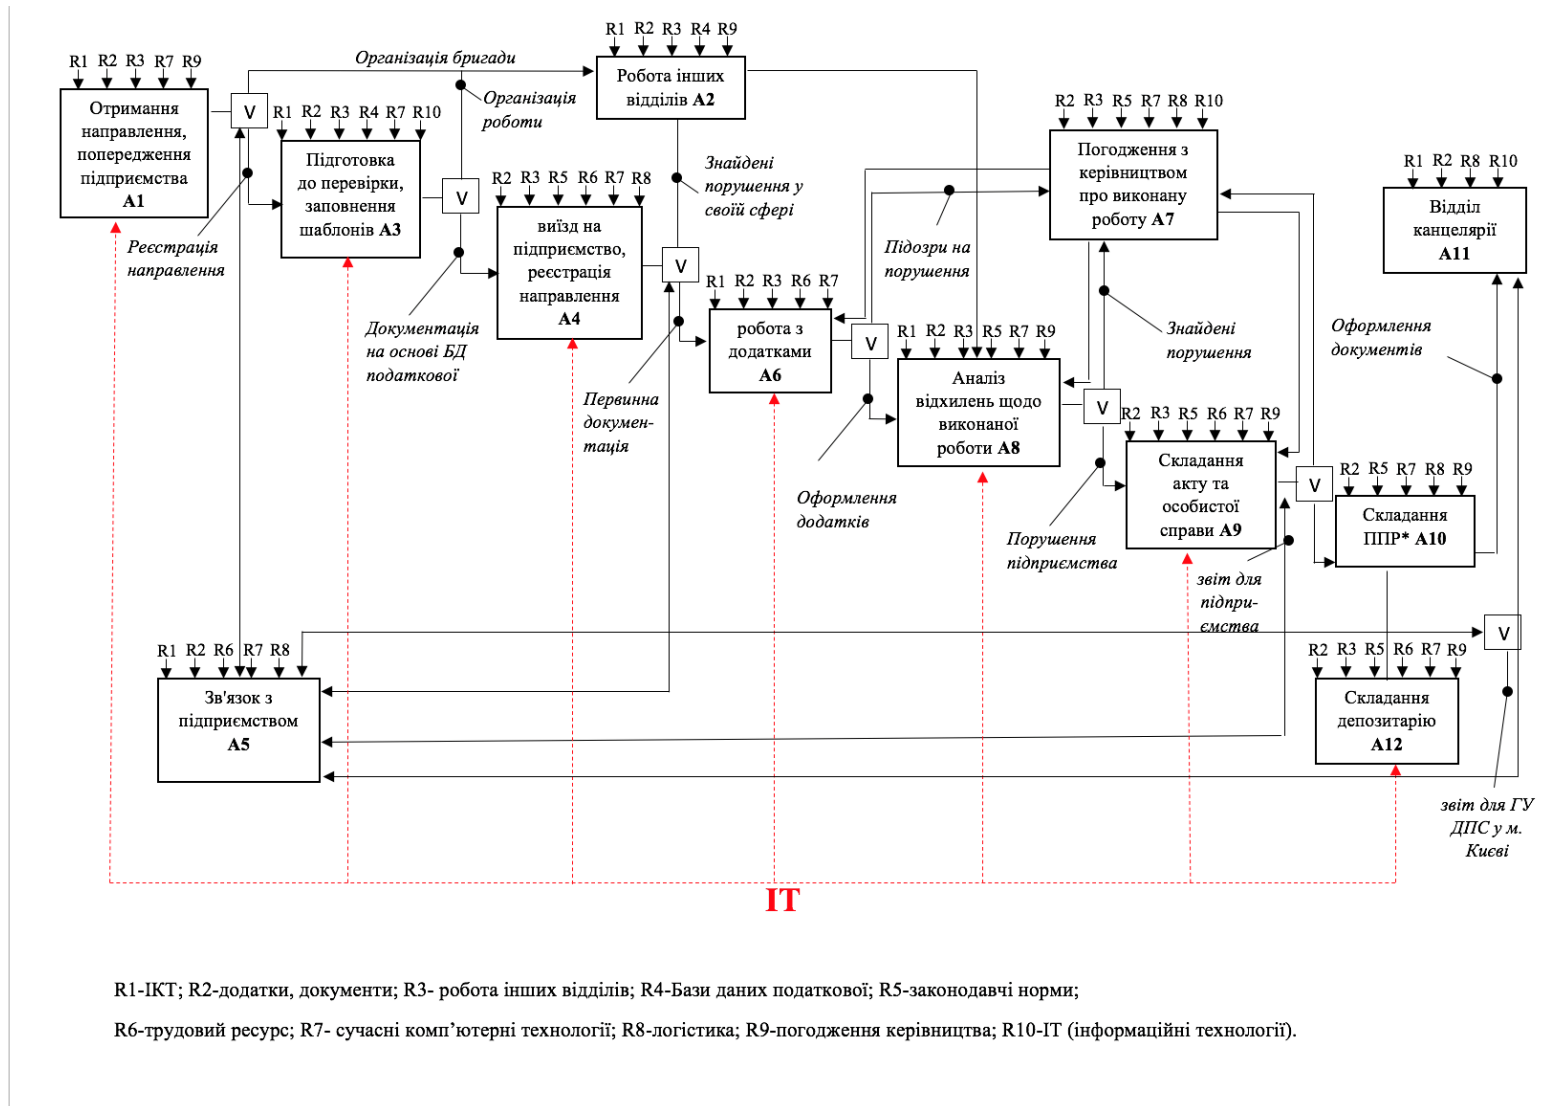 R1 R2 R3 R7 R9
Отримання
направлення,
попередження
підприємства
A1
V
Організація бригади
Організація
роботи
Реєстрація
направлення
R1 R2 R3 R4 R9
Робота інших
відділів A2
R1 R2 R3 R4 R7 R10
Підготовка
до перевірки,
заповнення
шаблонів A3
V
Документація
на основі БД
податкової
R2 R3 R5 R6 R7 R8
виїзд на
підприємство,
реєстрація
направлення
A4
V
Знайдені
порушення у
своїй сфері
Первинна
докумен-
тація
R1 R2 R3 R6 R7
робота з
додатками
A6
V
Підозри на
порушення
Оформлення
додатків
R2 R3 R5 R7 R8 R10
Погодження з
керівництвом
про виконану
роботу A7
R1 R2 R3 R5 R7 R9
Аналіз
відхилень щодо
виконаної
роботи A8
V
Знайдені
порушення
Порушення
підприємства
R2 R3 R5 R6 R7 R9
Складання
акту та
особистої
справи A9
V
звіт для
підпри-
ємства
R1 R2 R8 R10
Відділ
канцелярії
A11
Оформлення
документів
R2 R5 R7 R8 R9
Складання
ППР* A10
V
R1 R2 R6 R7 R8
Зв'язок з
підприємством
A5
R2 R3 R5 R6 R7 R9
Складання
депозитарію
A12
звіт для ГУ
ДПС у м.
Києві
ІТ
R1-ІКТ; R2-додатки, документи; R3- робота інших відділів; R4-Бази даних податкової; R5-законодавчі норми;
R6-трудовий ресурс; R7- сучасні комп’ютерні технології; R8-логістика; R9-погодження керівництва; R10-ІТ (інформаційні технології).